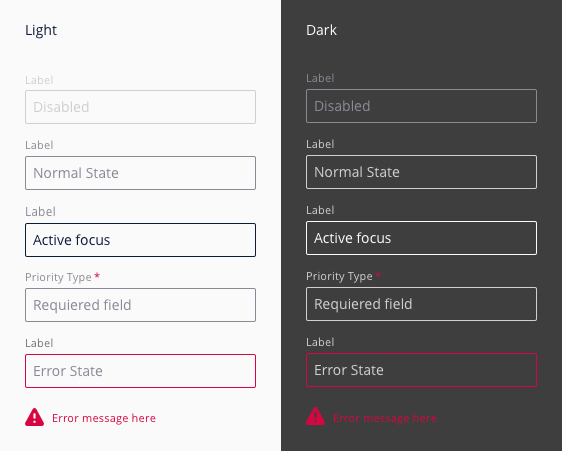 Light
Label
Disabled
Label
Normal State
Label
Active focus
Priority Type *
Requiered field
Label
Error State
Error message here
Dark
Label
Disabled
Label
Normal State
Label
Active focus
Priority Type *
Requiered field
Label
Error State
Error message here